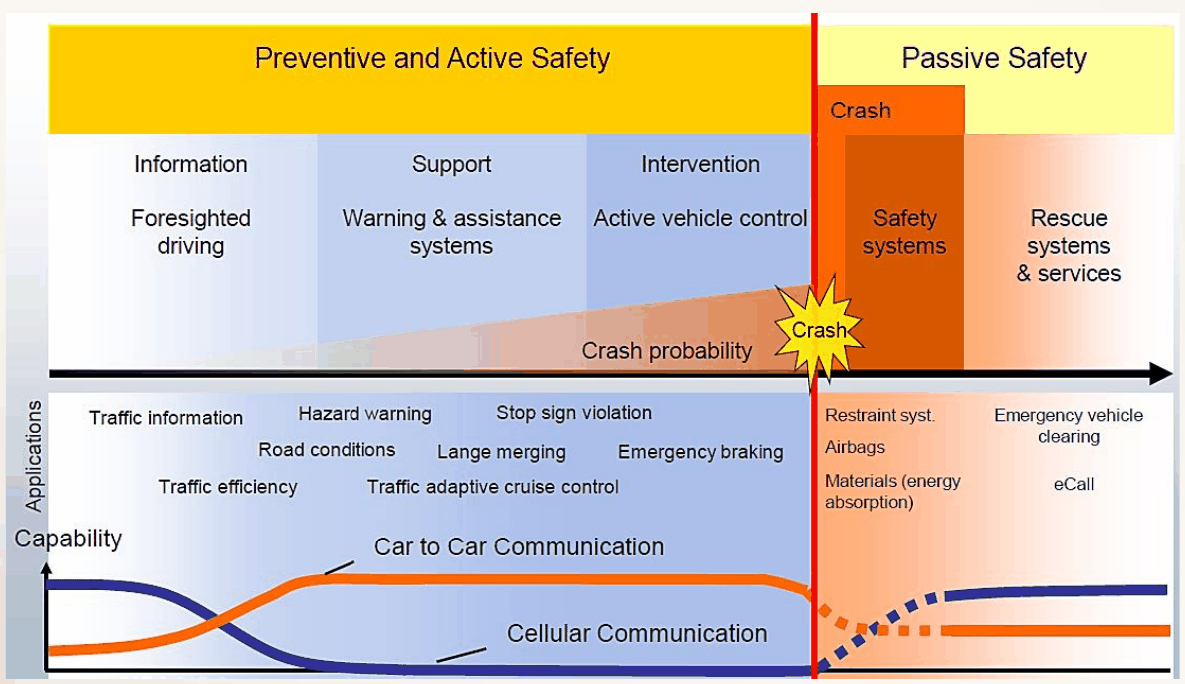 Preventive and Active Safety
Passive Safety
Crash
Information
Support
Intervention
Foresighted
driving
Warning & assistance
systems
Active vehicle control
Safety
systems
Rescue
systems
& services
Crash
Crash probability
Applications
Traffic information
Hazard warning
Stop sign violation
Road conditions
Lange merging
Emergency braking
Traffic efficiency
Traffic adaptive cruise control
Restraint syst.
Airbags
Materials (energy
absorption)
Emergency vehicle
clearing
eCall
Capability
Car to Car Communication
Cellular Communication